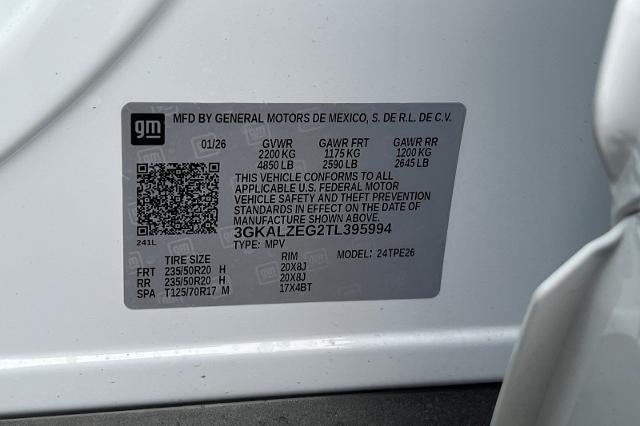 gm MFD BY GENERAL MOTORS DE MEXICO, S. DE R.L. DE C.V.
01/26 GVWR GAWR FRT GAWR RR
2200 KG 1175 KG 1200 KG
4850 LB 2590 LB 2645 LB
THIS VEHICLE CONFORMS TO ALL
APPLICABLE U.S. FEDERAL MOTOR
VEHICLE SAFETY AND THEFT PREVENTION
STANDARDS IN EFFECT ON THE DATE OF
MANUFACTURE SHOWN ABOVE.
3GKALZEG2TL395994
241L TYPE: MPV
TIRE SIZE RIM MODEL: 24TPE26
FRT 235/50R20 H 20X8J
RR 235/50R20 H 20X8J
SPA T125/70R17 M 17X4BT